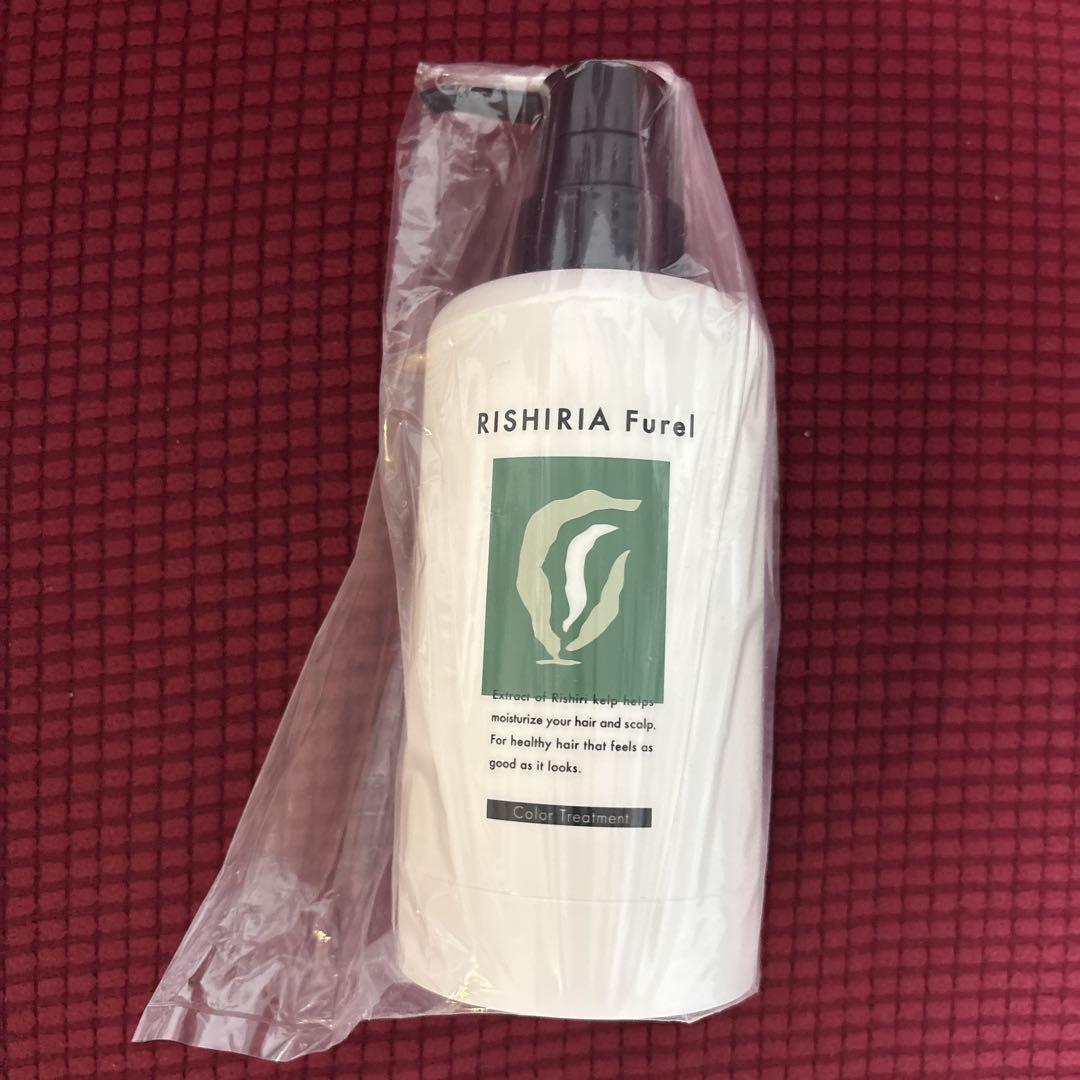 RISHIRIA Furel
Extract of Rishiri kelp helps
moisturize your hair and scalp.
For healthy hair that feels as
good as it looks.
Color Treatment